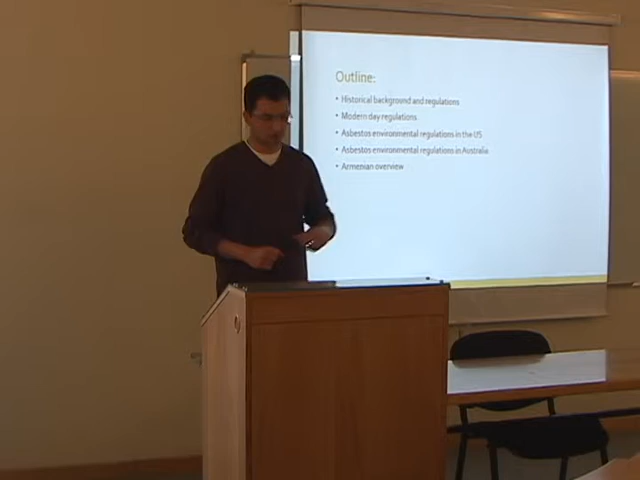 Outline:
• Historical background and regulations
• Modern day regulations
• Asbestos environmental regulations in the US
• Asbestos environmental regulations in Australia
• Armenian overview